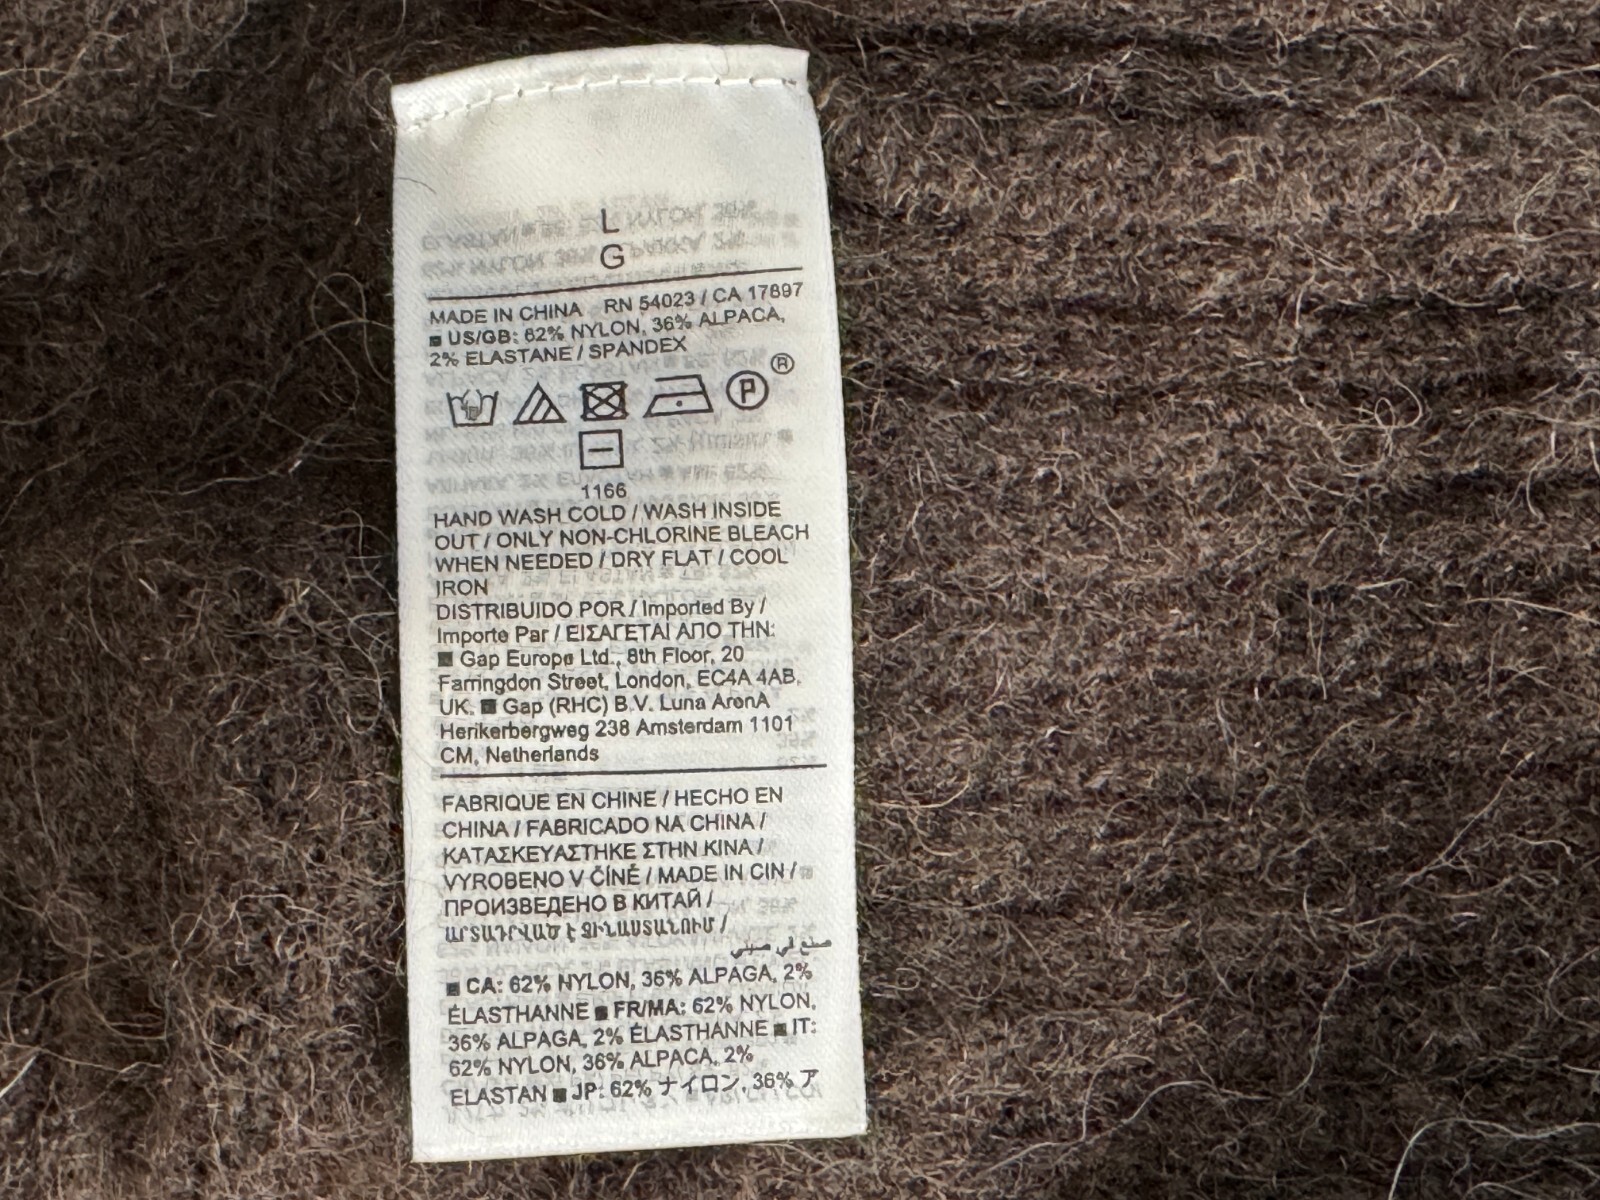 L
G
MADE IN CHINA RN 54023 / CA 17897
■ US/GB: 62% NYLON, 36% ALPACA,
2% ELASTANE / SPANDEX
P ®
1166
HAND WASH COLD / WASH INSIDE
OUT / ONLY NON-CHLORINE BLEACH
WHEN NEEDED / DRY FLAT / COOL
IRON
DISTRIBUIDO POR / Imported By /
Importe Par / ΕΙΣΑΓΕΤΑΙ ΑΠΟ ΤΗΝ:
■ Gap Europe Ltd., 8th Floor, 20
Farringdon Street, London, EC4A 4AB,
UK. ■ Gap (RHC) B.V. Luna ArenA
Herikerbergweg 238 Amsterdam 1101
CM, Netherlands
FABRIQUE EN CHINE / HECHO EN
CHINA / FABRICADO NA CHINA /
ΚΑΤΑΣΚΕΥΑΣΤΗΚΕ ΣΤΗΝ ΚΙΝΑ /
VYROBENO V ČÍNÉ / MADE IN CIN /
ПРОИЗВЕДЕНО В КИТАЙ /
ԱՐՏԱԴՐՎԱԾ Է ՉԻՆԱՍՏԱՆՈՒՄ /
صنع في صيني
■ CA: 62% NYLON, 36% ALPAGA, 2%
ÉLASTHANNE ■ FR/MA: 62% NYLON,
36% ALPAGA, 2% ÉLASTHANNE ■ IT:
62% NYLON, 36% ALPACA, 2%
ELASTAN ■ JP: 62% ナイロン, 36% ア